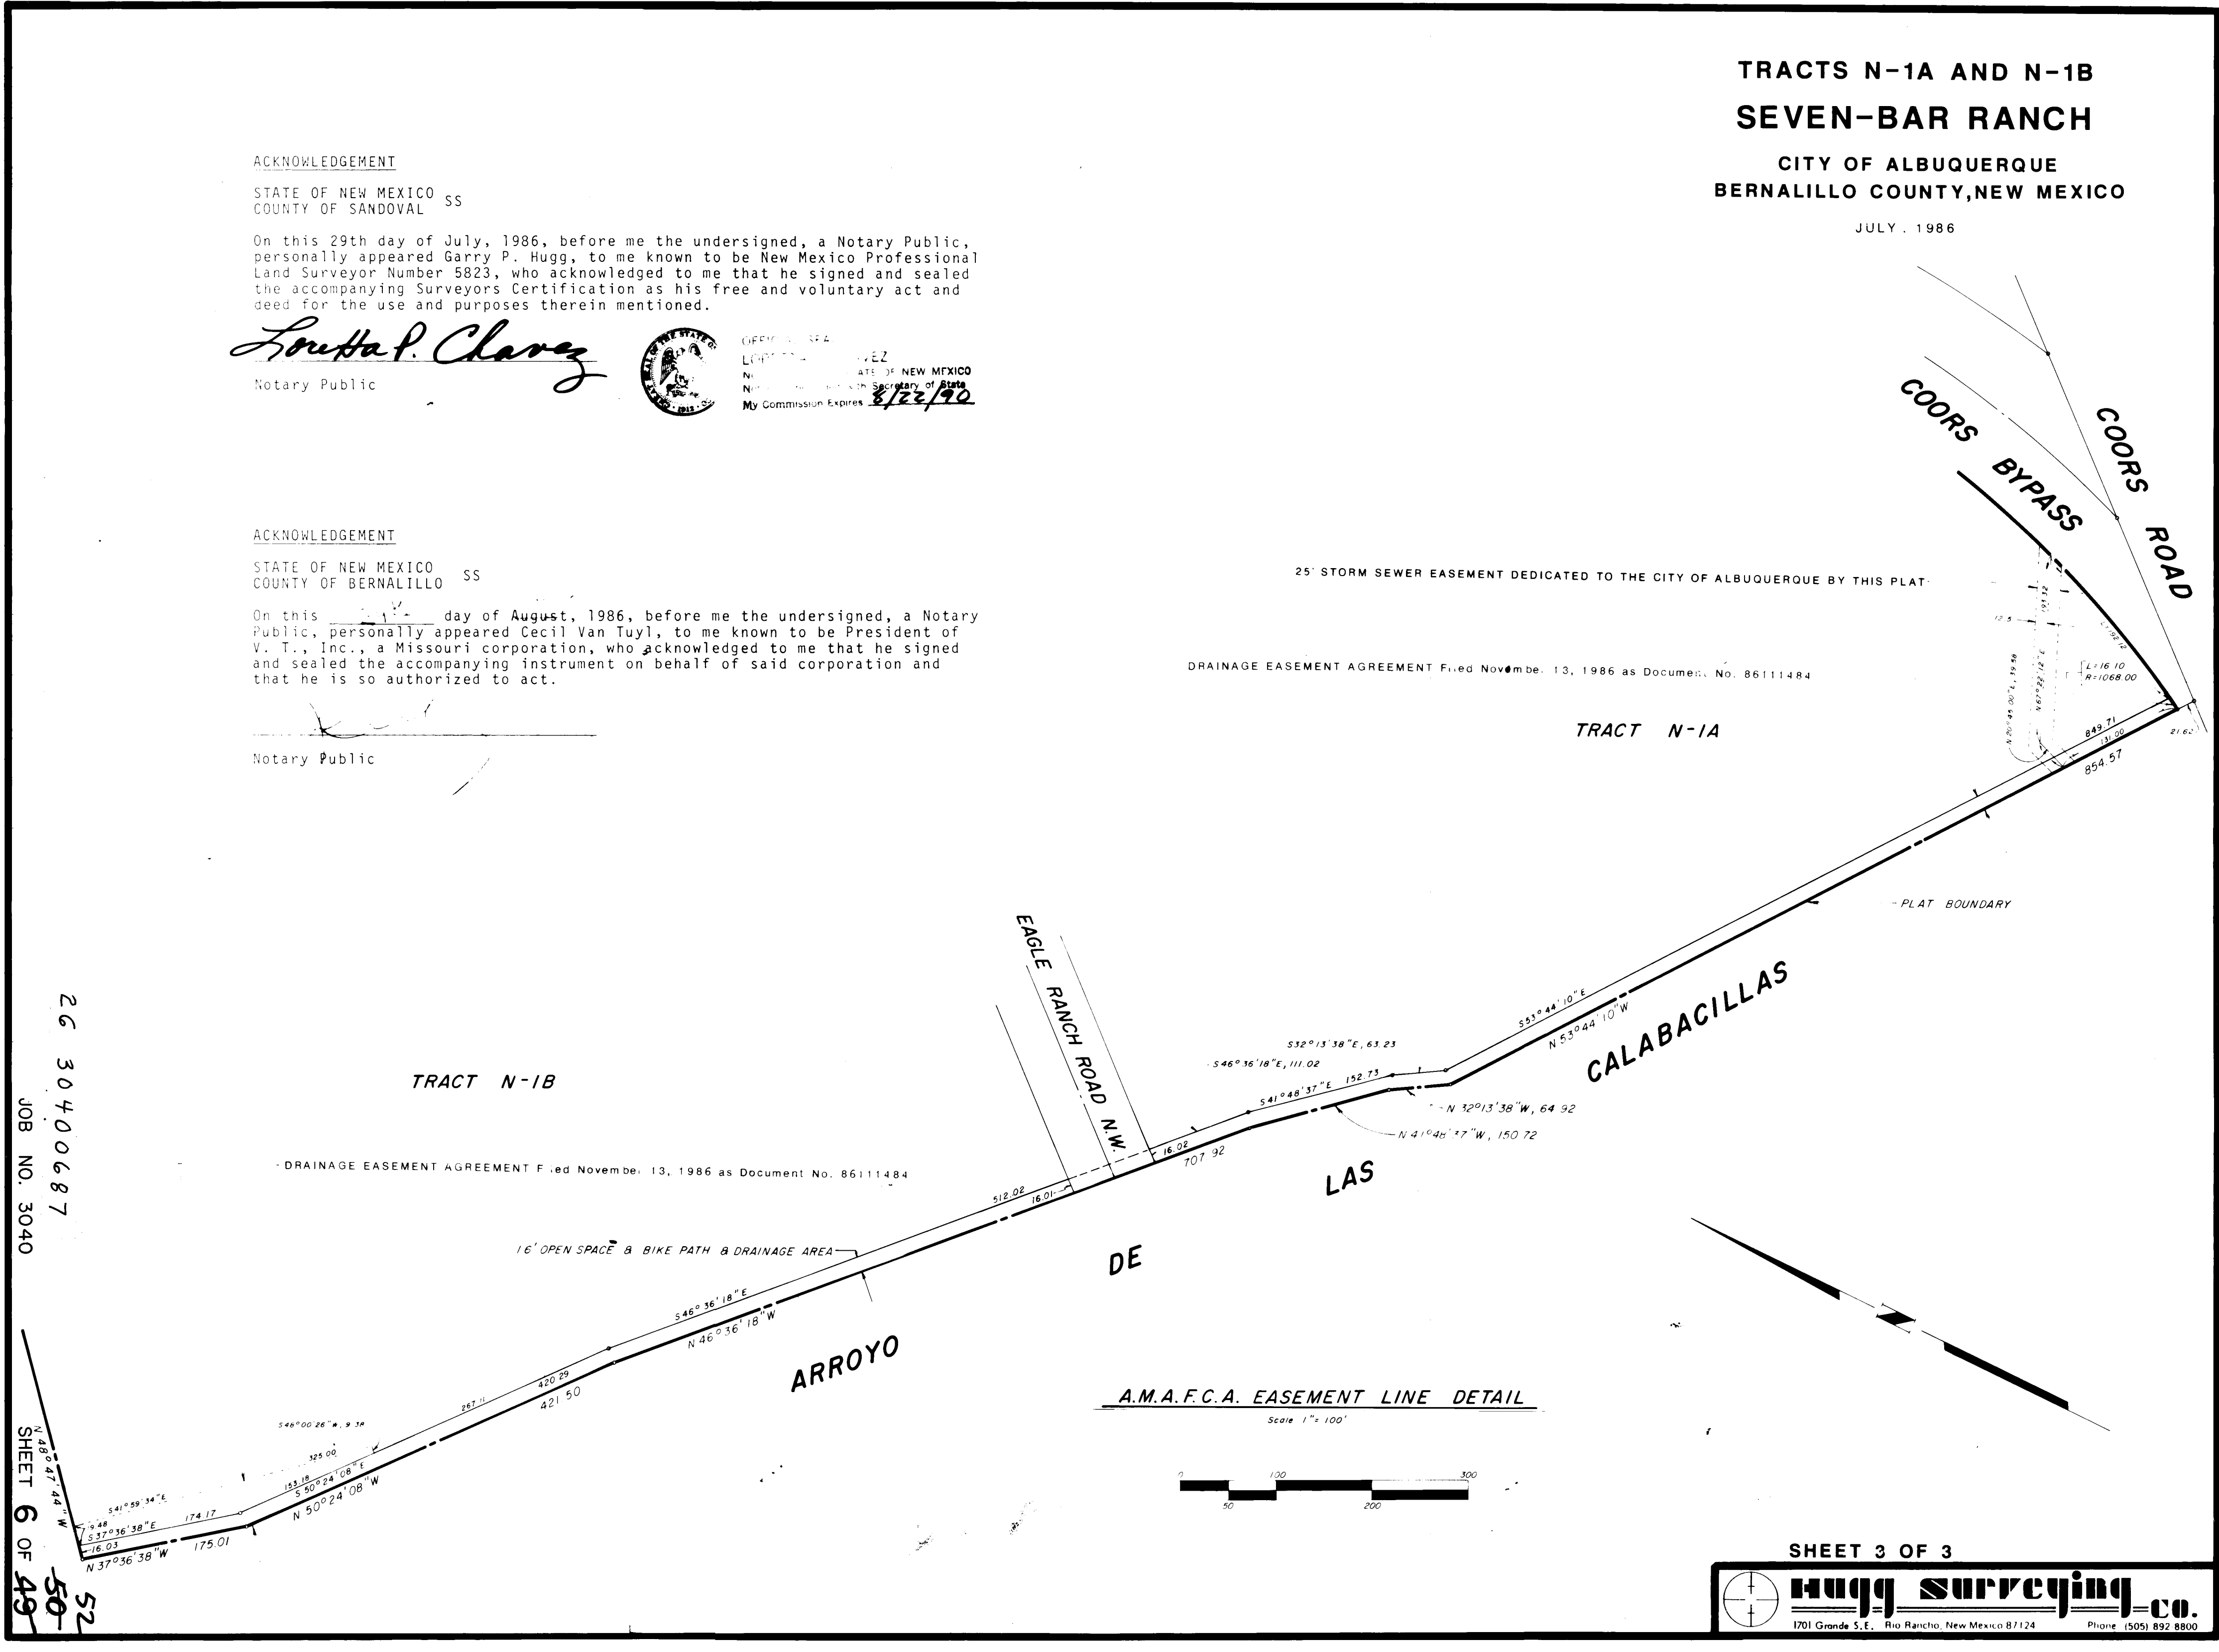 TRACTS N-1A AND N-1B
SEVEN-BAR RANCH
CITY OF ALBUQUERQUE
BERNALILLO COUNTY, NEW MEXICO
JULY, 1986
ACKNOWLEDGEMENT
STATE OF NEW MEXICO
SS
COUNTY OF SANDOVAL
On this 29th day of July, 1986, before me the undersigned, a Notary Public,
personally appeared Garry P. Hugg, to me known to be New Mexico Professional
Land Surveyor Number 5823, who acknowledged to me that he signed and sealed
the accompanying Surveyors Certification as his free and voluntary act and
deed for the use and purposes therein mentioned.
Loretta P. Chavez
Notary Public
NEW MEXICO
Secretary of State
My Commission Expires 8/22/90
ACKNOWLEDGEMENT
STATE OF NEW MEXICO
SS
COUNTY OF BERNALILLO
On this day of August, 1986, before me the undersigned, a Notary
Public, personally appeared Cecil Van Tuyl, to me known to be President of
V. T., Inc., a Missouri corporation, who acknowledged to me that he signed
and sealed the accompanying instrument on behalf of said corporation and
that he is so authorized to act.
Notary Public
COORS BYPASS
COORS ROAD
25' STORM SEWER EASEMENT DEDICATED TO THE CITY OF ALBUQUERQUE BY THIS PLAT
12.5
L=16.10
R=1068.00
DRAINAGE EASEMENT AGREEMENT Filed November 13, 1986 as Document No. 86111484
TRACT N-1A
849.71
131.00
854.57
21.62
PLAT BOUNDARY
EAGLE RANCH ROAD N.W.
S53°44'10"E
N53°44'10"W
CALABACILLAS
S32°13'38"E, 63.23
S46°36'18"E, 111.02
S41°48'37"E 152.73
N 32°13'38"W, 64.92
N 41°48'37"W, 150.72
TRACT N-1B
16.02
707.92
LAS
DRAINAGE EASEMENT AGREEMENT Filed November 13, 1986 as Document No. 86111484
512.02
16.01
16' OPEN SPACE & BIKE PATH & DRAINAGE AREA
DE
S46°36'18"E
N 46°36'18"W
ARROYO
420.29
421.50
267.11
S46°00'26"W, 9.38
325.00
153.18
S 50°24'08"E
N 50°24'08"W
S41°59'34"E
9.48
S37°36'38"E 174.17
16.03
N 37°36'38"W 175.01
N 48°47'44"W
A.M.A.F.C.A. EASEMENT LINE DETAIL
Scale 1"= 100'
0 100 300
50 200
26 30400687
JOB NO. 3040
SHEET 6 OF 49
50
52
SHEET 3 OF 3
Hugg Surveying CO.
1701 Grande S.E. Rio Rancho, New Mexico 87124 Phone (505) 892 8800